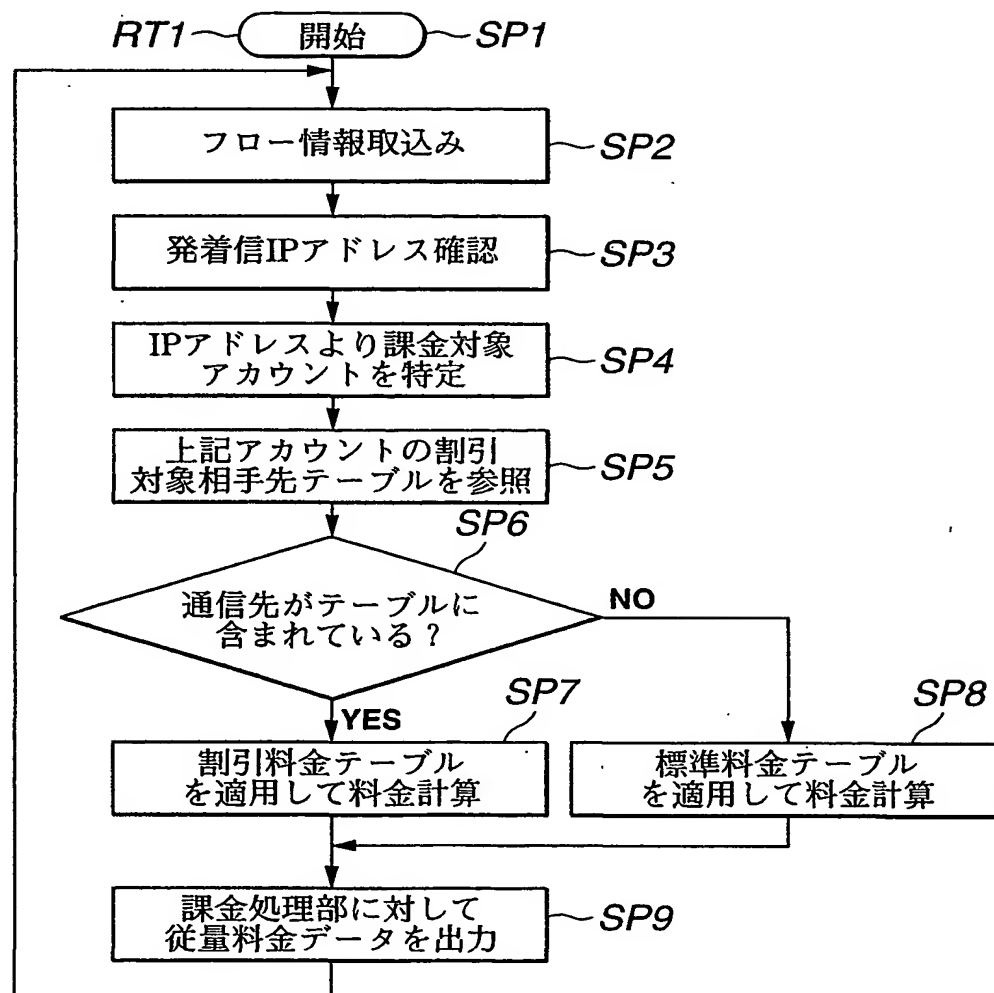 RT1 開始 SP1
フロー情報取込み SP2
発着信IPアドレス確認 SP3
IPアドレスより課金対象
アカウントを特定
SP4
上記アカウントの割引
対象相手先テーブルを参照
SP5
SP6
通信先がテーブルに
含まれている?
NO
YES
SP7
割引料金テーブル
を適用して料金計算
SP8
標準料金テーブル
を適用して料金計算
課金処理部に対して
従量料金データを出力
SP9